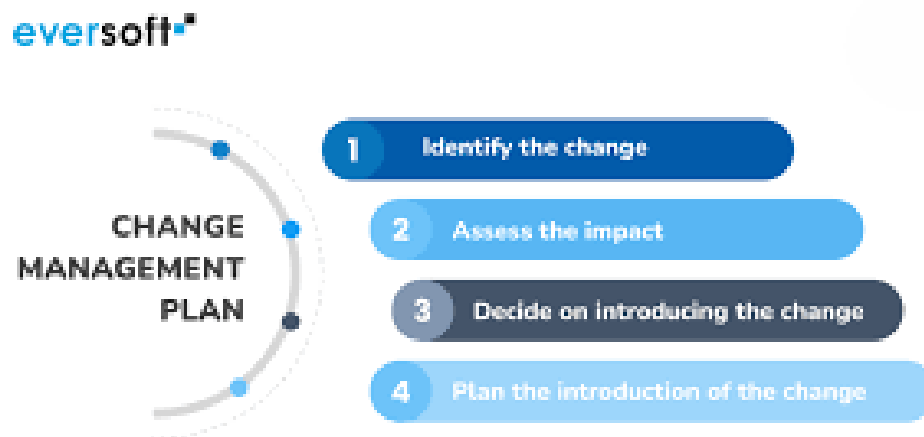 eversoft
CHANGE
MANAGEMENT
PLAN
1 Identify the change
2 Assess the impact
3 Decide on introducing the change
4 Plan the introduction of the change